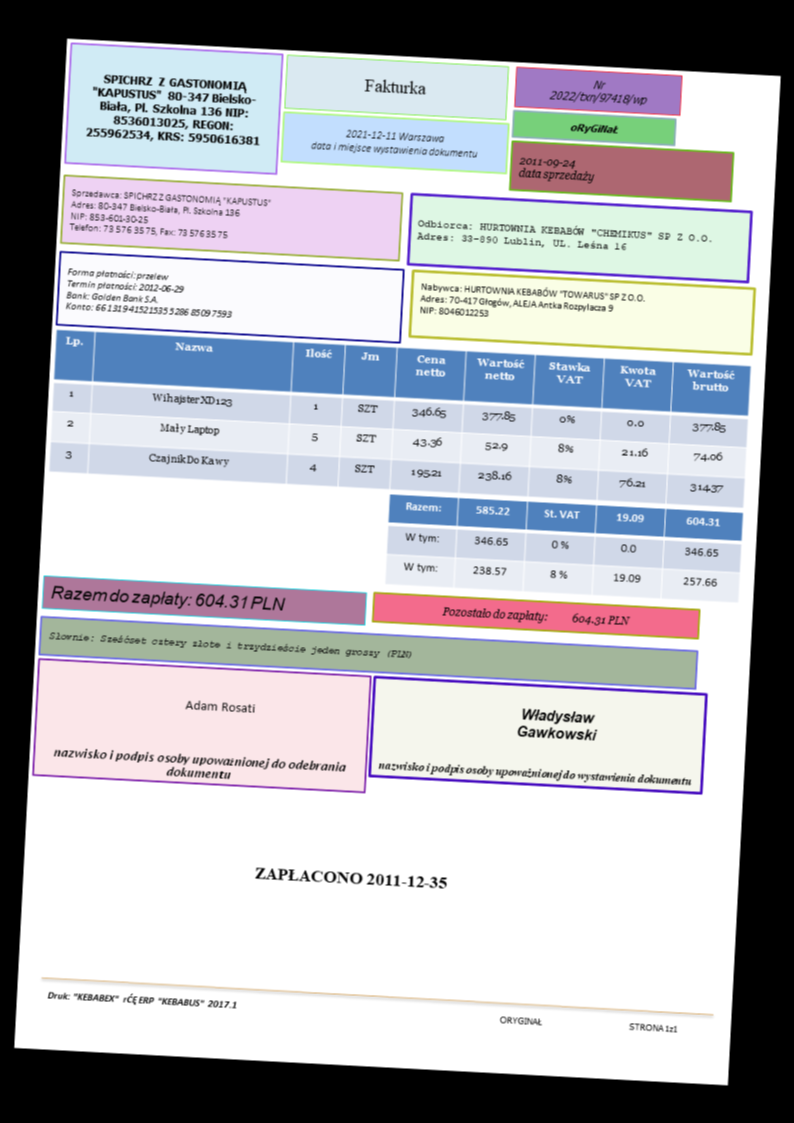 SPICHRZ Z GASTONOMIĄ
"KAPUSTUS" 80-347 Bielsko-
Biała, Pl. Szkolna 136 NIP:
8536013025, REGON:
255962534, KRS: 5950616381
Fakturka
2021-12-11 Warszawa
data i miejsce wystawienia dokumentu
Nr
2022/txn/97418/wp
oRyGiNaŁ
2011-09-24
data sprzedaży
Sprzedawca: SPICHRZ Z GASTONOMIĄ "KAPUSTUS"
Adres: 80-347 Bielsko-Biała, Pl. Szkolna 136
NIP: 853-601-30-25
Telefon: 73 576 35 75, Fax: 73 576 35 75
Odbiorca: HURTOWNIA KEBABÓW "CHEMIKUS" SP Z O.O.
Adres: 33-890 Lublin, UL. Leśna 16
Forma płatności: przelew
Termin płatności: 2012-06-29
Bank: Golden Bank S.A.
Konto: 66 1319 4152 1535 5286 8509 7593
Nabywca: HURTOWNIA KEBABÓW "TOWARUS" SP Z O.O.
Adres: 70-417 Głogów, ALEJA Antka Rozpylacza 9
NIP: 8046012253
Lp. Nazwa Ilość Jm Cena netto Wartość netto Stawka VAT Kwota VAT Wartość brutto
1 Wihajster XD123 1 SZT 346.65 377.85 0% 0.0 377.85
2 Mały Laptop 5 SZT 43.36 52.9 8% 21.16 74.06
3 Czajnik Do Kawy 4 SZT 195.21 238.16 8% 76.21 314.37
Razem: 585.22 St. VAT 19.09 604.31
W tym: 346.65 0 % 0.0 346.65
W tym: 238.57 8 % 19.09 257.66
Razem do zapłaty: 604.31 PLN
Pozostało do zapłaty: 604.31 PLN
Słownie: Sześćset cztery złote i trzydzieście jeden groszy (PLN)
Adam Rosati
nazwisko i podpis osoby upoważnionej do odebrania
dokumentu
Władysław
Gawkowski
nazwisko i podpis osoby upoważnionej do wystawienia dokumentu
ZAPŁACONO 2011-12-35
Druk: "KEBABEX" rĆĘ ERP "KEBABUS" 2017.1
ORYGINAŁ
STRONA 1z1